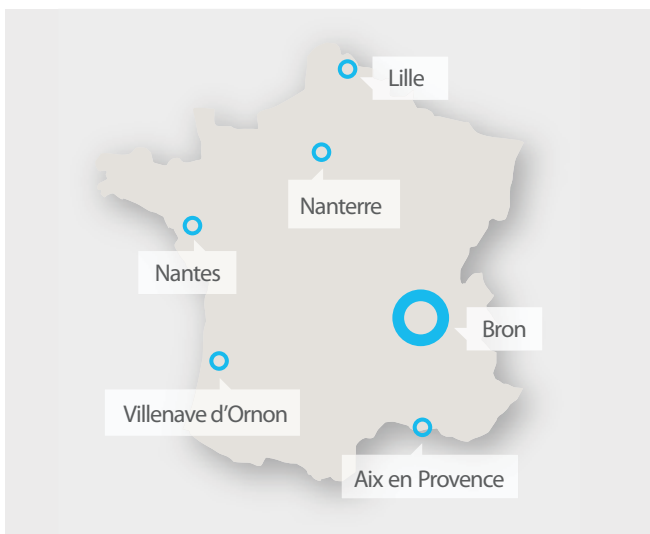 Lille
Nanterre
Nantes
Bron
Villenave d'Ornon
Aix en Provence